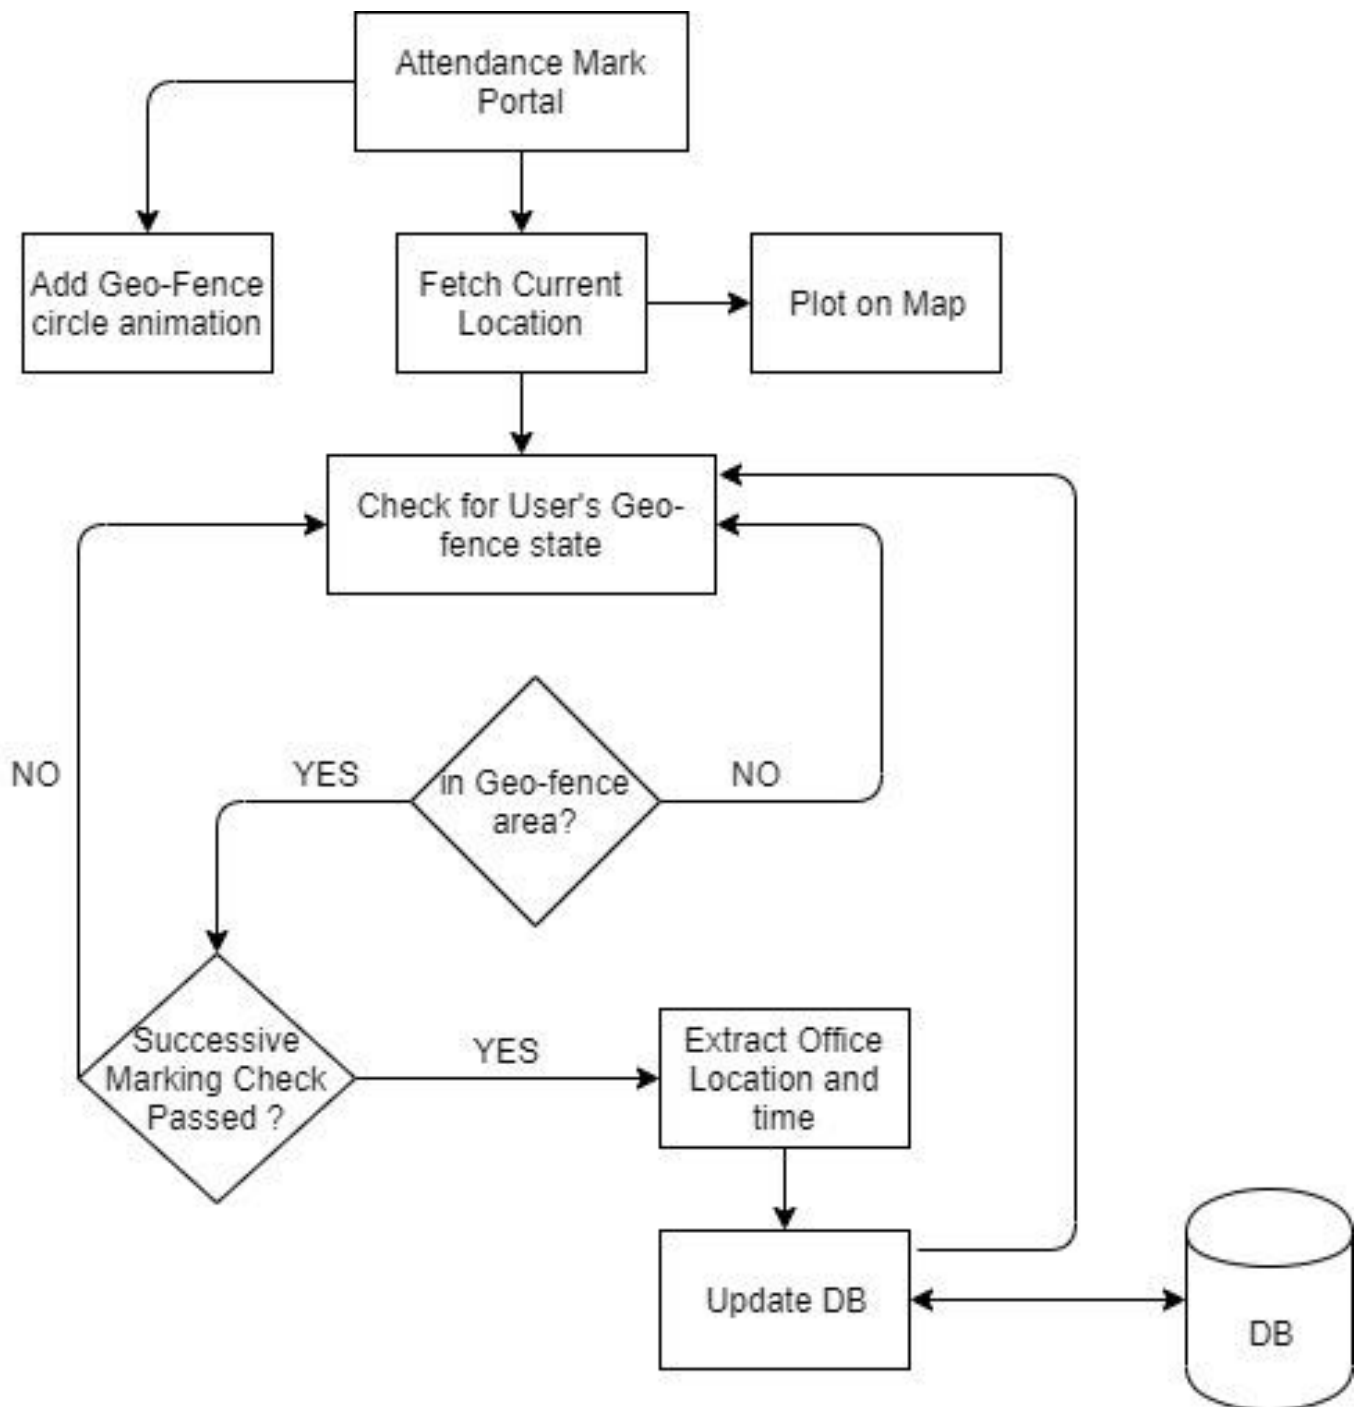 Attendance Mark
Portal
Add Geo-Fence
circle animation
Fetch Current
Location
Plot on Map
Check for User's Geo-
fence state
NO
YES
in Geo-fence
area?
NO
Successive
Marking Check
Passed ?
YES
Extract Office
Location and
time
Update DB
DB